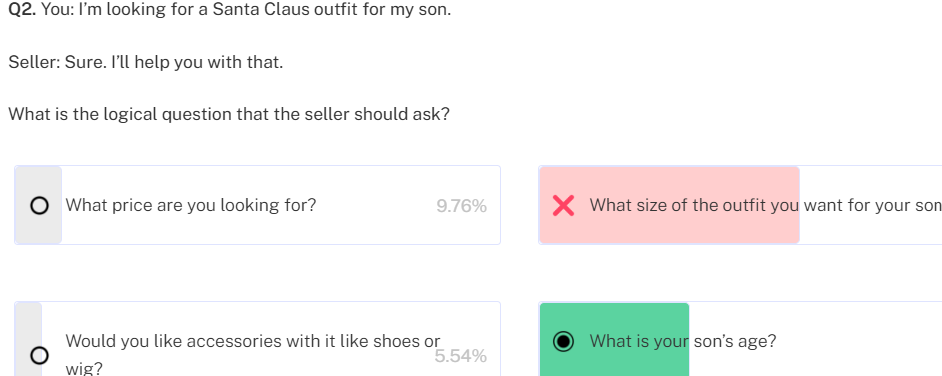 Q2. You: I’m looking for a Santa Claus outfit for my son.
Seller: Sure. I’ll help you with that.
What is the logical question that the seller should ask?
What price are you looking for? 9.76%
What size of the outfit you want for your son
Would you like accessories with it like shoes or
wig? 5.54%
What is your son’s age?